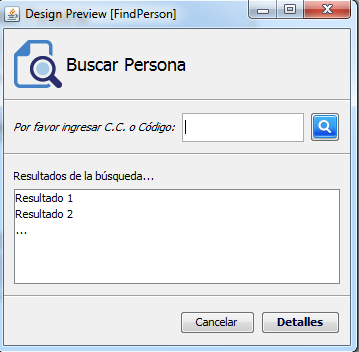 Design Preview [FindPerson]
Buscar Persona
Por favor ingresar C.C. o Código:
Resultados de la búsqueda...
Resultado 1
Resultado 2
...
Cancelar Detalles